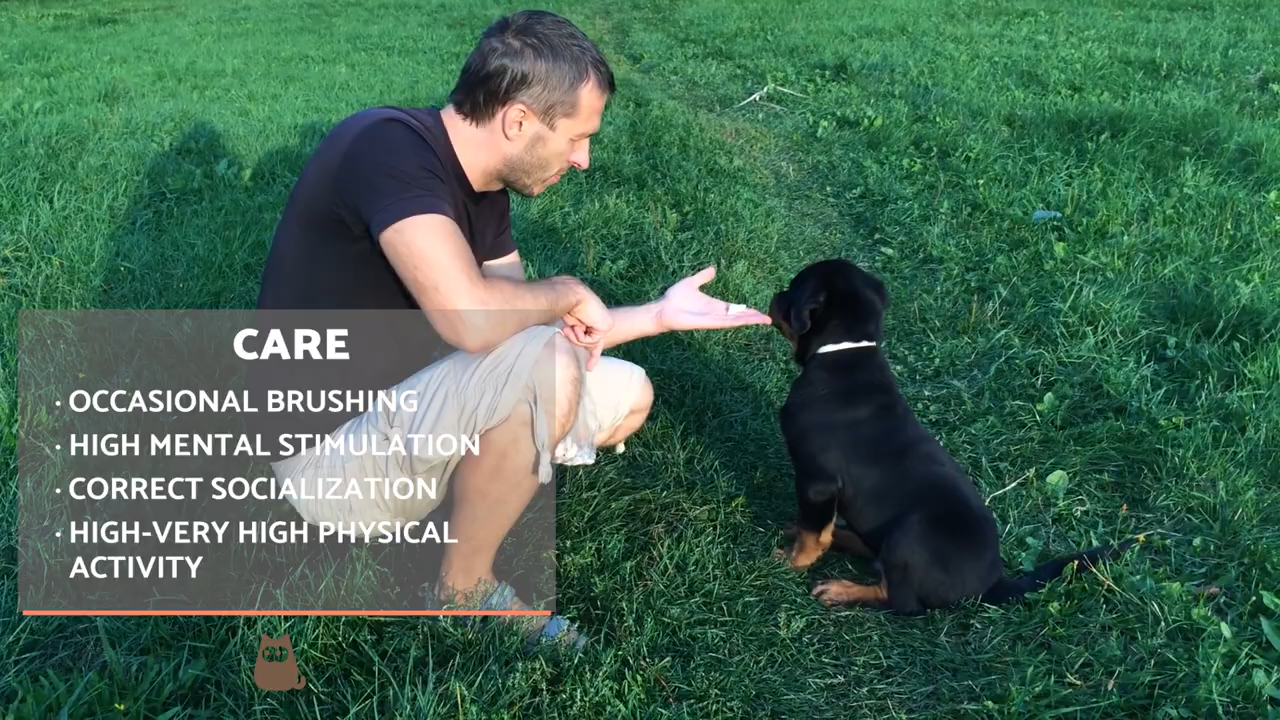 CARE
· OCCASIONAL BRUSHING
· HIGH MENTAL STIMULATION
· CORRECT SOCIALIZATION
· HIGH-VERY HIGH PHYSICAL
ACTIVITY